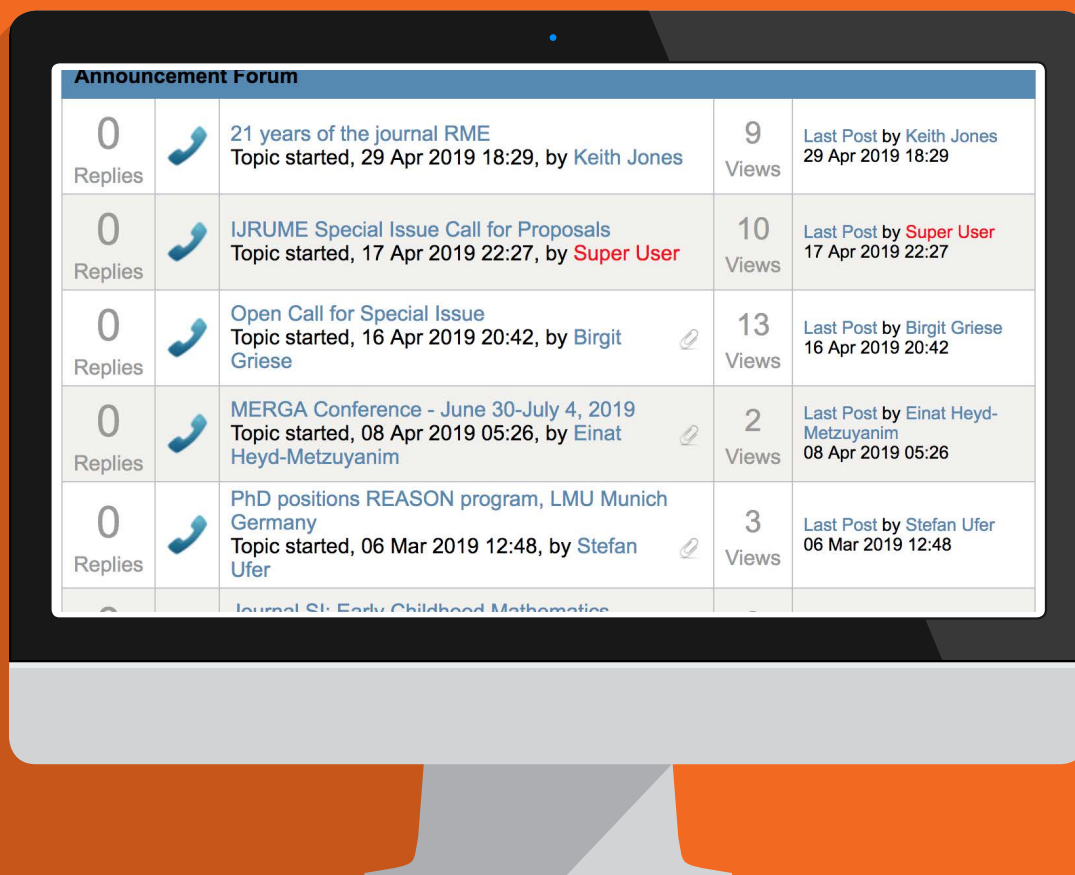 Announcement Forum
0
Replies
21 years of the journal RME
Topic started, 29 Apr 2019 18:29, by Keith Jones
9
Views
Last Post by Keith Jones
29 Apr 2019 18:29
0
Replies
IJRUME Special Issue Call for Proposals
Topic started, 17 Apr 2019 22:27, by Super User
10
Views
Last Post by Super User
17 Apr 2019 22:27
0
Replies
Open Call for Special Issue
Topic started, 16 Apr 2019 20:42, by Birgit
Griese
13
Views
Last Post by Birgit Griese
16 Apr 2019 20:42
0
Replies
MERGA Conference - June 30-July 4, 2019
Topic started, 08 Apr 2019 05:26, by Einat
Heyd-Metzuyanim
2
Views
Last Post by Einat Heyd-
Metzuyanim
08 Apr 2019 05:26
0
Replies
PhD positions REASON program, LMU Munich
Germany
Topic started, 06 Mar 2019 12:48, by Stefan
Ufer
3
Views
Last Post by Stefan Ufer
06 Mar 2019 12:48
Journal SI: Early Childhood Mathematics